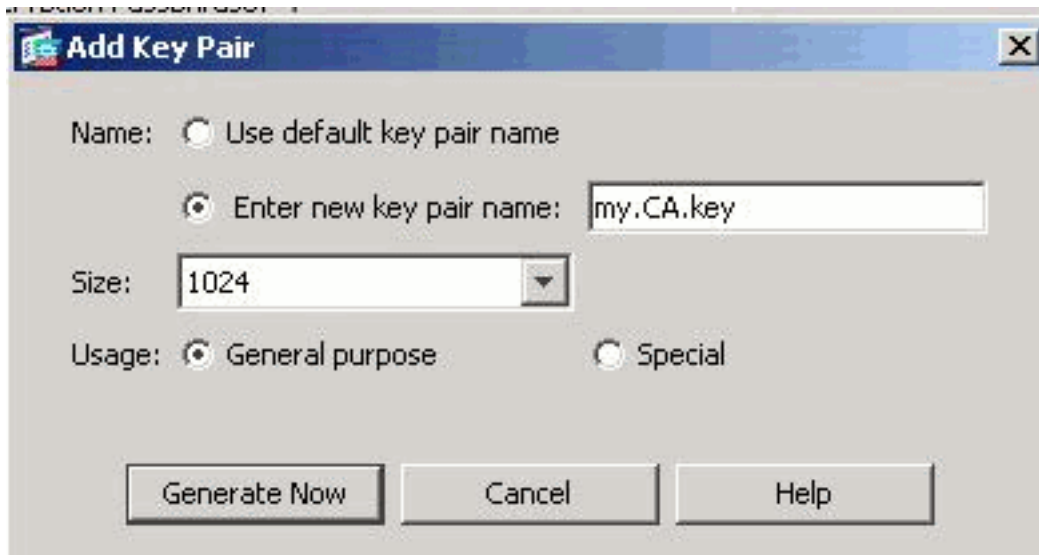 Add Key Pair
Name: Use default key pair name
Enter new key pair name: my.CA.key
Size: 1024
Usage: General purpose Special
Generate Now Cancel Help